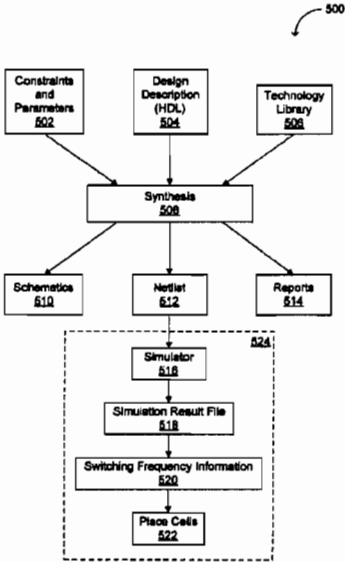 500
Constraints
and
Parameters
502
Design
Description
(HDL)
504
Technology
Library
506
Synthesis
508
Schematics
510
Netlist
512
Reports
514
524
Simulator
516
Simulation Result File
518
Switching Frequency Information
520
Place Cells
522